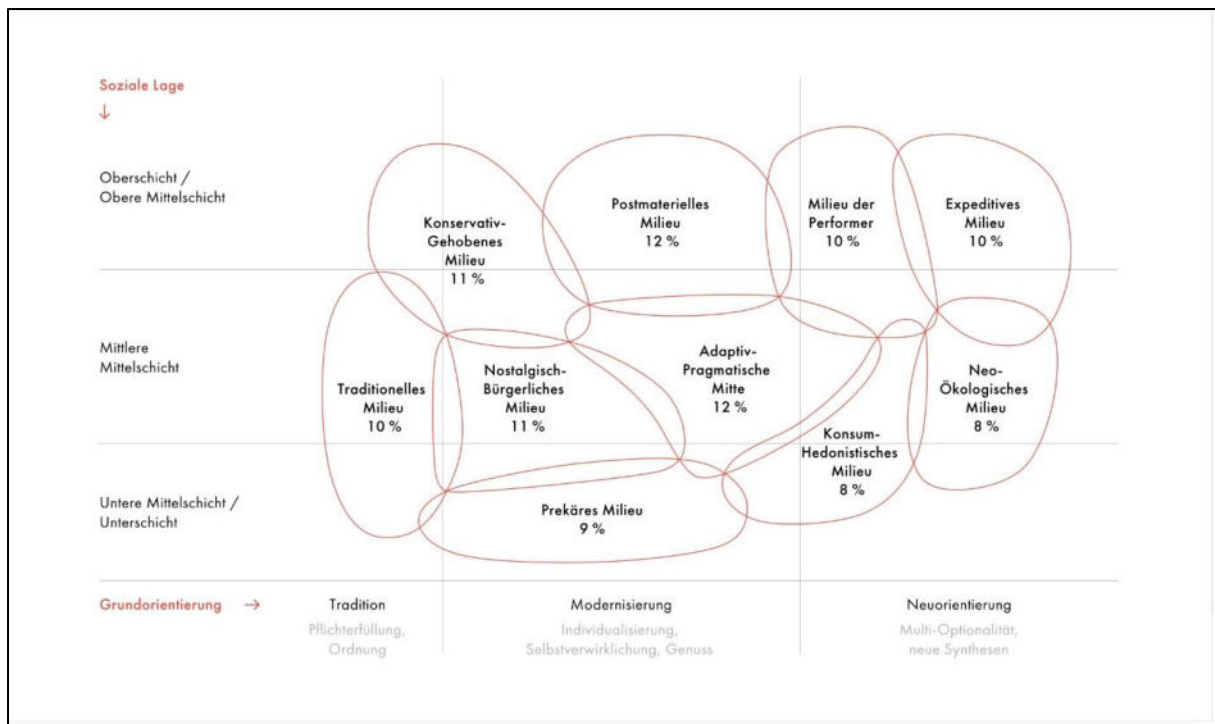 Soziale Lage
↓
Oberschicht /
Obere Mittelschicht
Konservativ-
Gehobenes
Milieu
11 %
Postmaterielles
Milieu
12 %
Milieu der
Performer
10 %
Expeditives
Milieu
10 %
Mittlere
Mittelschicht
Traditionelles
Milieu
10 %
Nostalgisch-
Bürgerliches
Milieu
11 %
Adaptiv-
Pragmatische
Mitte
12 %
Konsum-
Hedonistisches
Milieu
8 %
Neo-
Ökologisches
Milieu
8 %
Untere Mittelschicht /
Unterschicht
Prekäres Milieu
9 %
Grundorientierung →
Tradition
Pflichterfüllung,
Ordnung
Modernisierung
Individualisierung,
Selbstverwirklichung, Genuss
Neuorientierung
Multi-Optionalität,
neue Synthesen